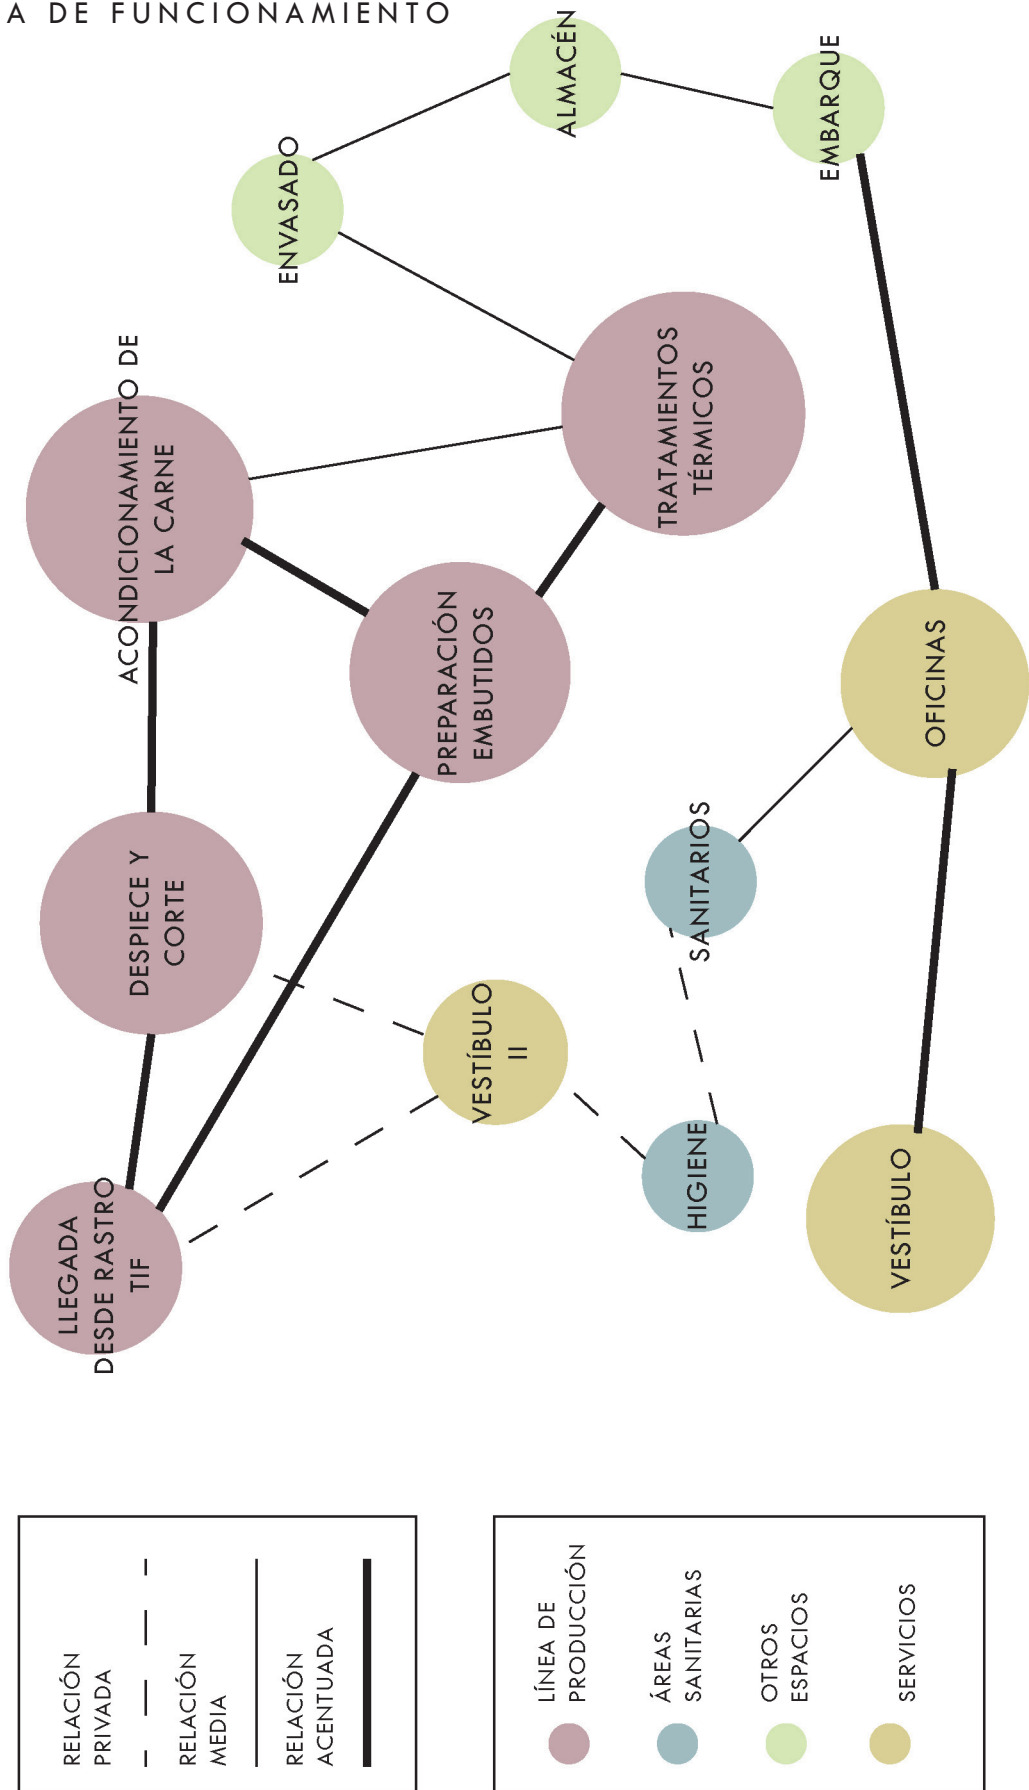 A DE FUNCIONAMIENTO
ALMACÉN
EMBARQUE
ENVASADO
ACONDICIONAMIENTO DE
LA CARNE
TRATAMIENTOS
TÉRMICOS
PREPARACIÓN
EMBUTIDOS
OFICINAS
DESPIECE Y
CORTE
SANITARIOS
VESTÍBULO
II
HIGIENE
VESTÍBULO
LLEGADA
DESDE RASTRO
TIF
RELACIÓN
PRIVADA
RELACIÓN
MEDIA
RELACIÓN
ACENTUADA
LÍNEA DE
PRODUCCIÓN
ÁREAS
SANITARIAS
OTROS
ESPACIOS
SERVICIOS